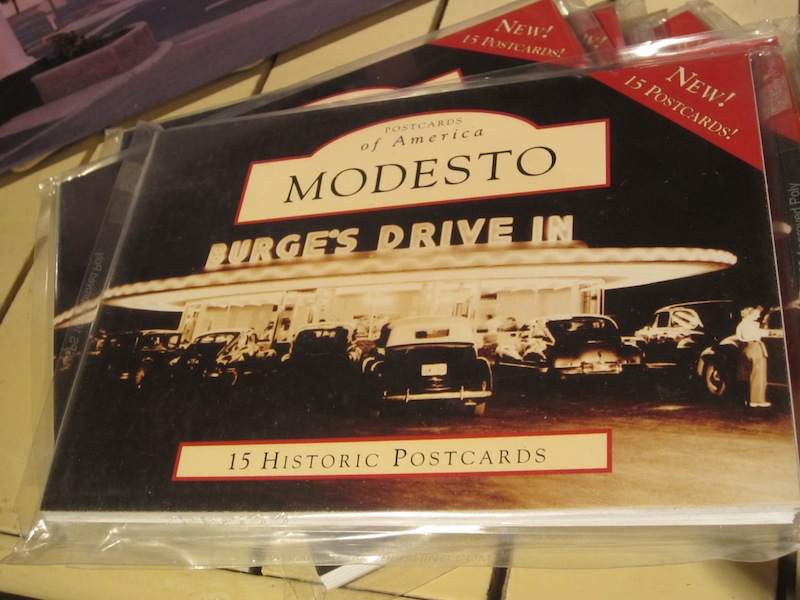 NEW!
15 POSTCARDS!
NEW!
15 POSTCARDS!
POSTCARDS
of America
MODESTO
BURGE'S DRIVE IN
15 HISTORIC POSTCARDS